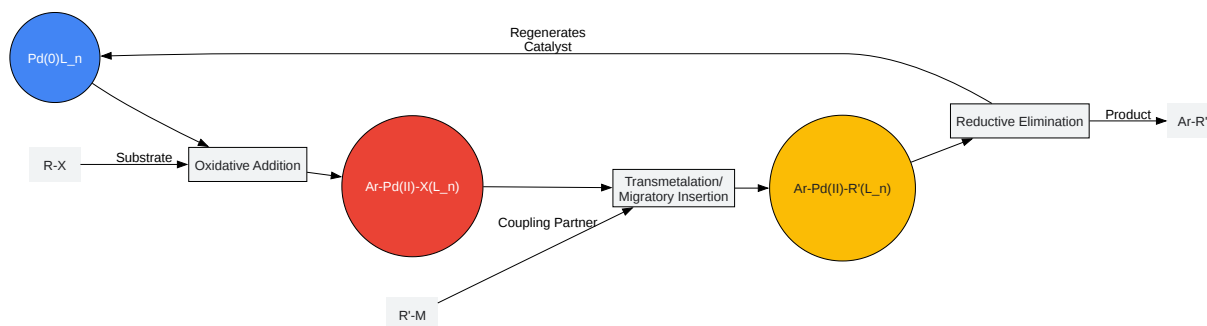 Regenerates
Catalyst
Pd(0)L_n
Reductive Elimination
Product
Ar-R'
R-X
Substrate
Oxidative Addition
Ar-Pd(II)-X(L_n)
Transmetalation/
Migratory Insertion
Ar-Pd(II)-R'(L_n)
Coupling Partner
R'-M